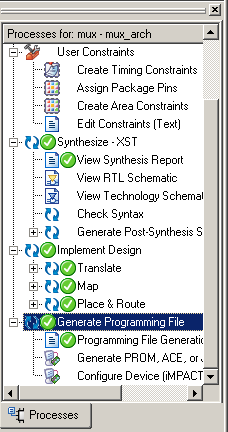 Processes for: mux - mux_arch
User Constraints
Create Timing Constraints
Assign Package Pins
Create Area Constraints
Edit Constraints (Text)
Synthesize - XST
View Synthesis Report
View RTL Schematic
View Technology Schemat
Check Syntax
Generate Post-Synthesis S
Implement Design
Translate
Map
Place & Route
Generate Programming File
Programming File Generatio
Generate PROM, ACE, or
Configure Device (iMPACT
Processes